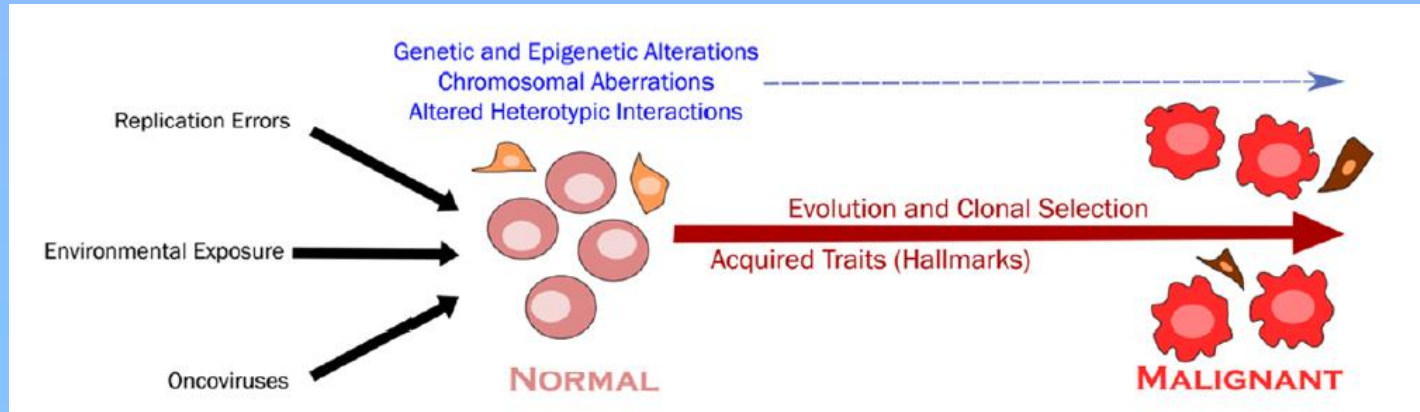 Genetic and Epigenetic Alterations
Chromosomal Aberrations
Altered Heterotypic Interactions
Replication Errors
Environmental Exposure
Oncoviruses
Evolution and Clonal Selection
Acquired Traits (Hallmarks)
NORMAL
MALIGNANT